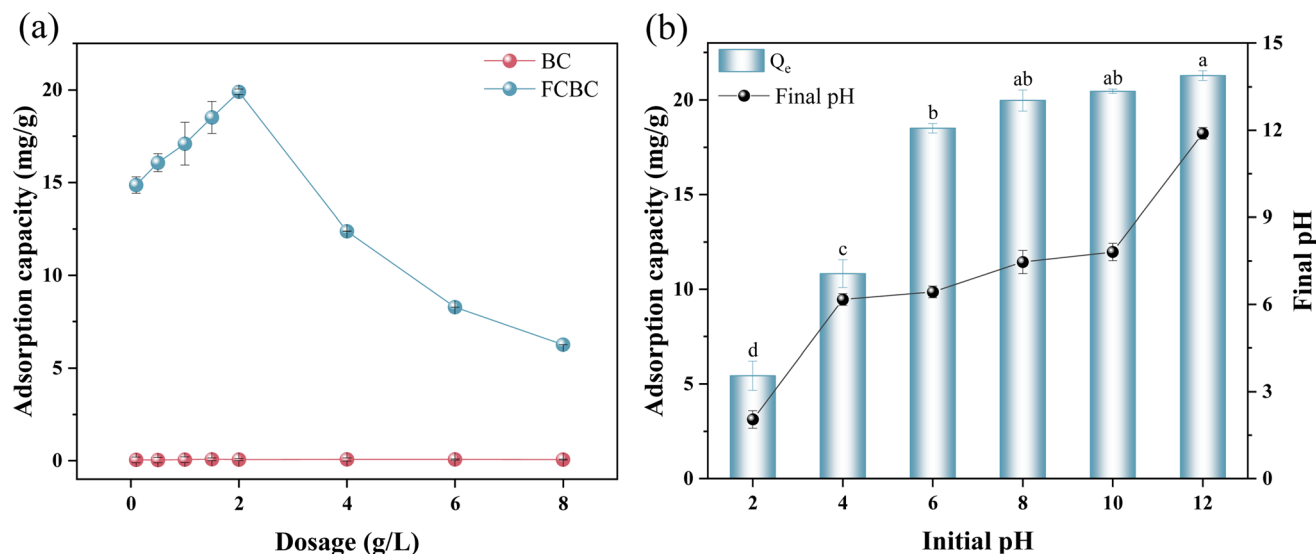 (a)
BC
FCBC
Adsorption capacity (mg/g)
20
15
10
5
0
0 2 4 6 8
Dosage (g/L)
(b)
Qe
Final pH
Adsorption capacity (mg/g)
20
15
10
5
0
d c b ab ab a
15
12
9
6
3
0
Final pH
2 4 6 8 10 12
Initial pH